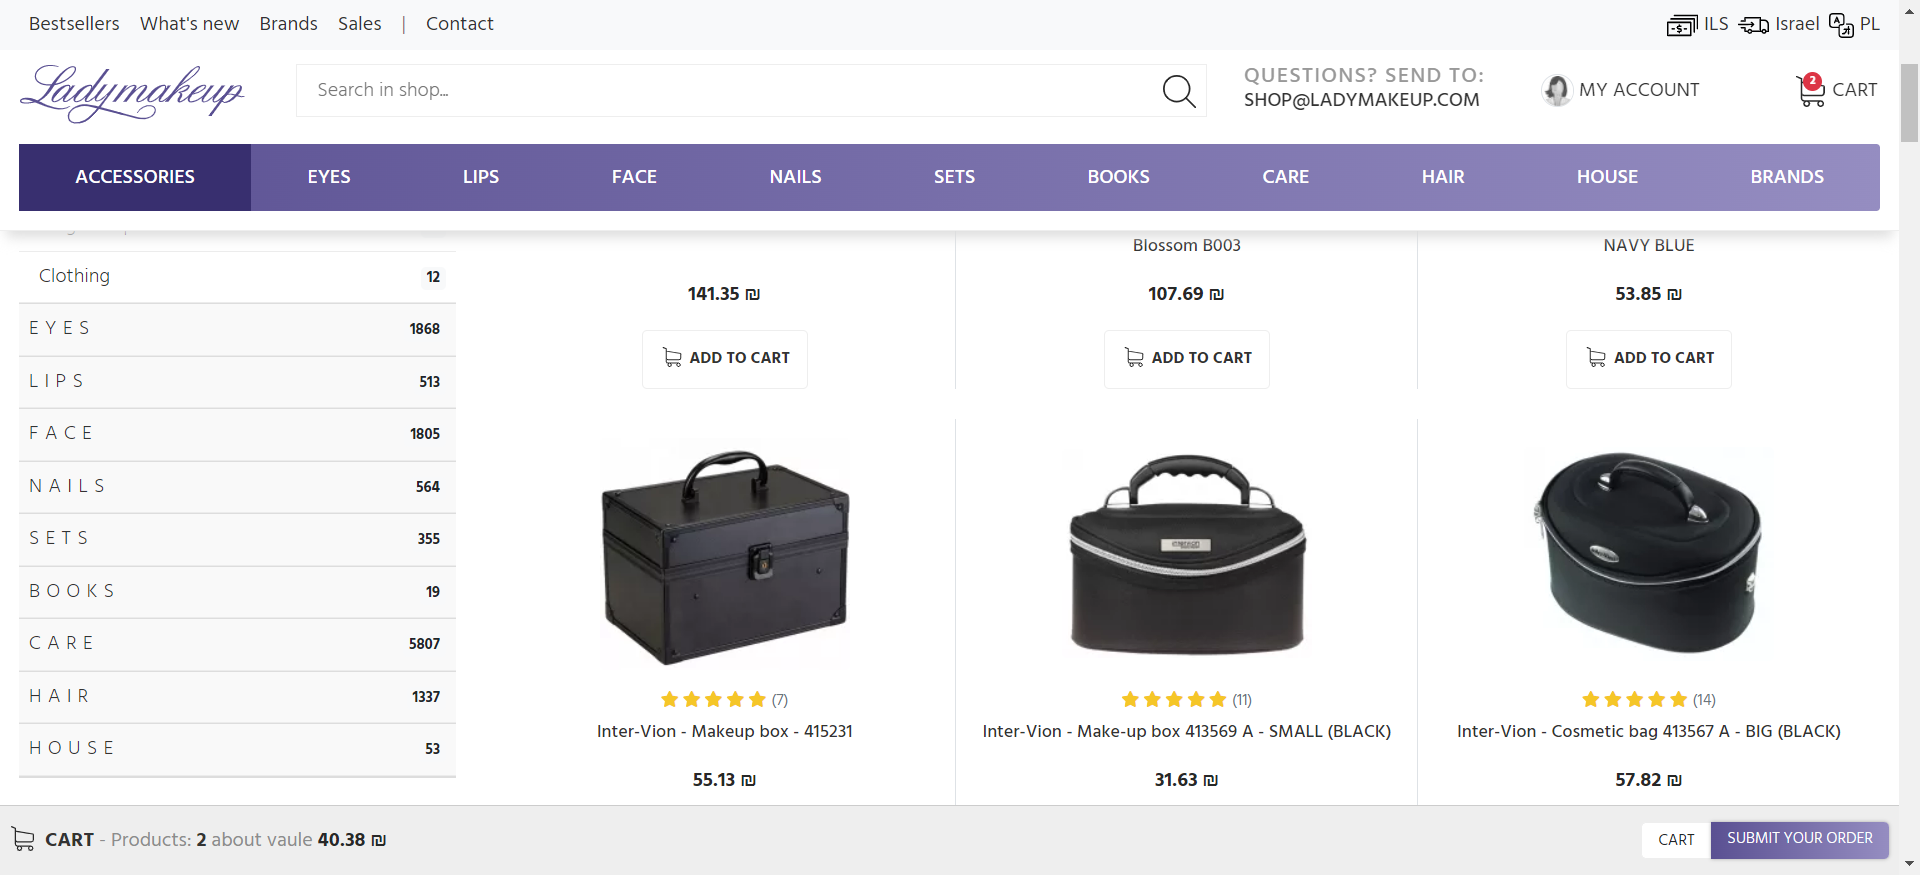 Bestsellers What's new Brands Sales | Contact ILS Israel PL
Ladymakeup
Search in shop...
QUESTIONS? SEND TO:
SHOP@LADYMAKEUP.COM
MY ACCOUNT
2 CART
ACCESSORIES EYES LIPS FACE NAILS SETS BOOKS CARE HAIR HOUSE BRANDS
Clothing 12
EYES 1868
LIPS 513
FACE 1805
NAILS 564
SETS 355
BOOKS 19
CARE 5807
HAIR 1337
HOUSE 53
Blossom B003 NAVY BLUE
141.35 ₪ 107.69 ₪ 53.85 ₪
ADD TO CART ADD TO CART ADD TO CART
(7) (11) (14)
Inter-Vion - Makeup box - 415231 Inter-Vion - Make-up box 413569 A - SMALL (BLACK) Inter-Vion - Cosmetic bag 413567 A - BIG (BLACK)
55.13 ₪ 31.63 ₪ 57.82 ₪
CART - Products: 2 about vaule 40.38 ₪ CART SUBMIT YOUR ORDER